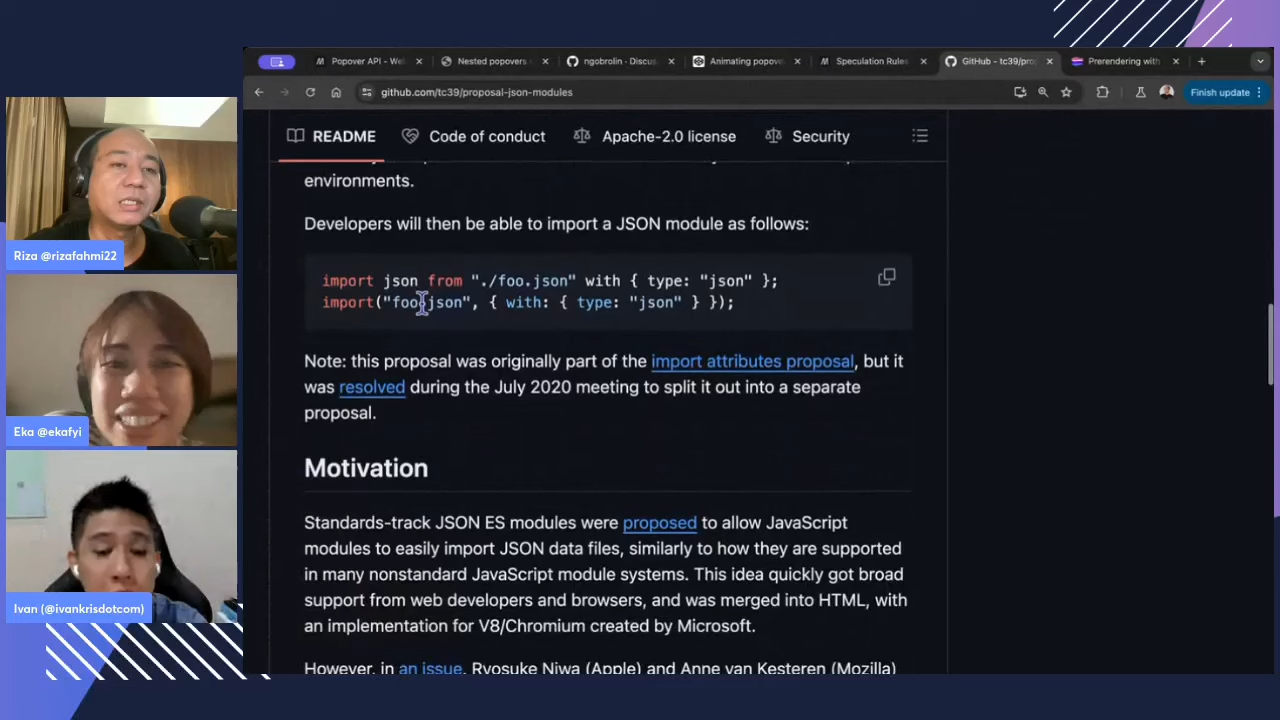 Popover API - We
Nested popovers
ngobrolin · Discus
Animating popove
Speculation Rules
GitHub - tc39/pro
Prerendering with
github.com/tc39/proposal-json-modules
Finish update
README
Code of conduct
Apache-2.0 license
Security
environments.
Developers will then be able to import a JSON module as follows:
import json from "./foo.json" with { type: "json" };
import("foo.json", { with: { type: "json" } });
Note: this proposal was originally part of the import attributes proposal, but it
was resolved during the July 2020 meeting to split it out into a separate
proposal.
Motivation
Standards-track JSON ES modules were proposed to allow JavaScript
modules to easily import JSON data files, similarly to how they are supported
in many nonstandard JavaScript module systems. This idea quickly got broad
support from web developers and browsers, and was merged into HTML, with
an implementation for V8/Chromium created by Microsoft.
However, in an issue, Ryosuke Niwa (Apple) and Anne van Kesteren (Mozilla)
Riza @rizafahmi22
Eka @ekafyi
Ivan (@ivankrisdotcom)